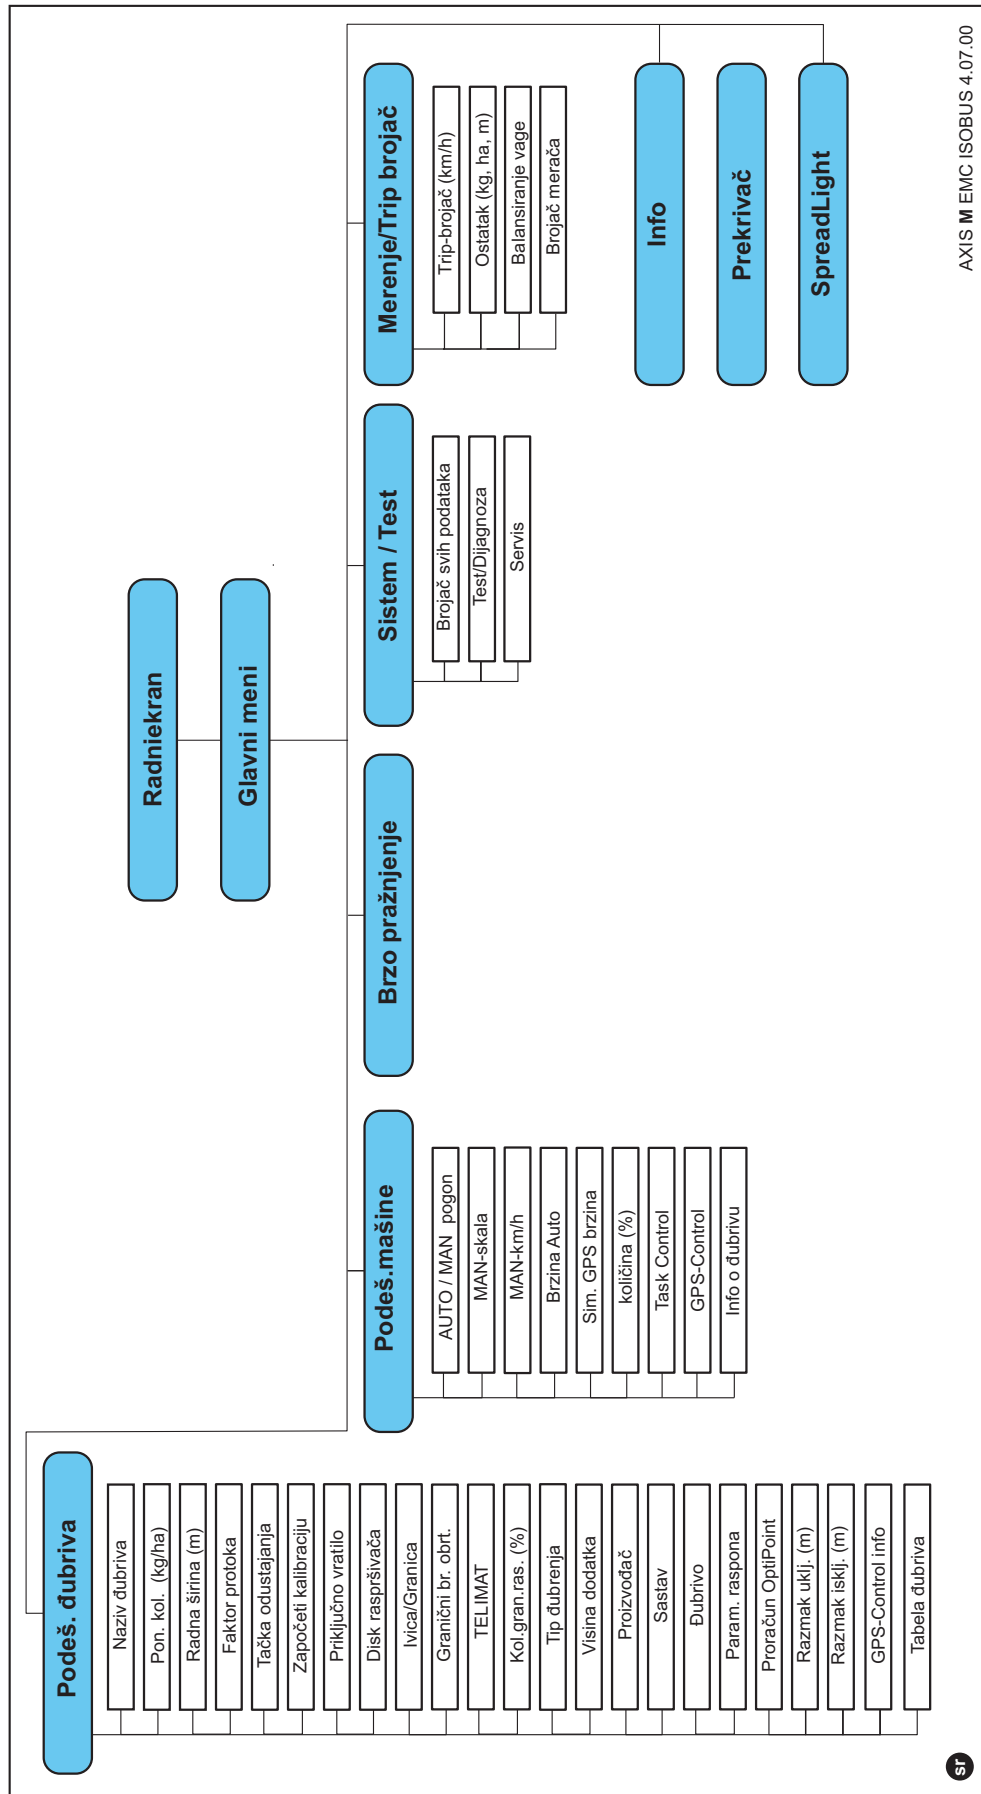 Radniekran
Glavni meni
Podeš. đubriva
Naziv đubriva
Pon. kol. (kg/ha)
Radna širina (m)
Faktor protoka
Tačka odustajanja
Započeti kalibraciju
Priključno vratilo
Disk raspršivača
Ivica/Granica
Granični br. obrt.
TELIMAT
Kol.gran.ras. (%)
Tip đubrenja
Visina dodatka
Proizvođač
Sastav
Đubrivo
Param. raspona
Proračun OptiPoint
Razmak uklj. (m)
Razmak isklj. (m)
GPS-Control info
Tabela đubriva
Podeš.mašine
AUTO / MAN pogon
MAN-skala
MAN-km/h
Brzina Auto
Sim. GPS brzina
količina (%)
Task Control
GPS-Control
Info o đubrivu
Brzo pražnjenje
Sistem / Test
Brojač svih podataka
Test/Dijagnoza
Servis
Merenje/Trip brojač
Trip-brojač (km/h)
Ostatak (kg, ha, m)
Balansiranje vage
Brojač merača
Info
Prekrivač
SpreadLight
sr
AXIS M EMC ISOBUS 4.07.00